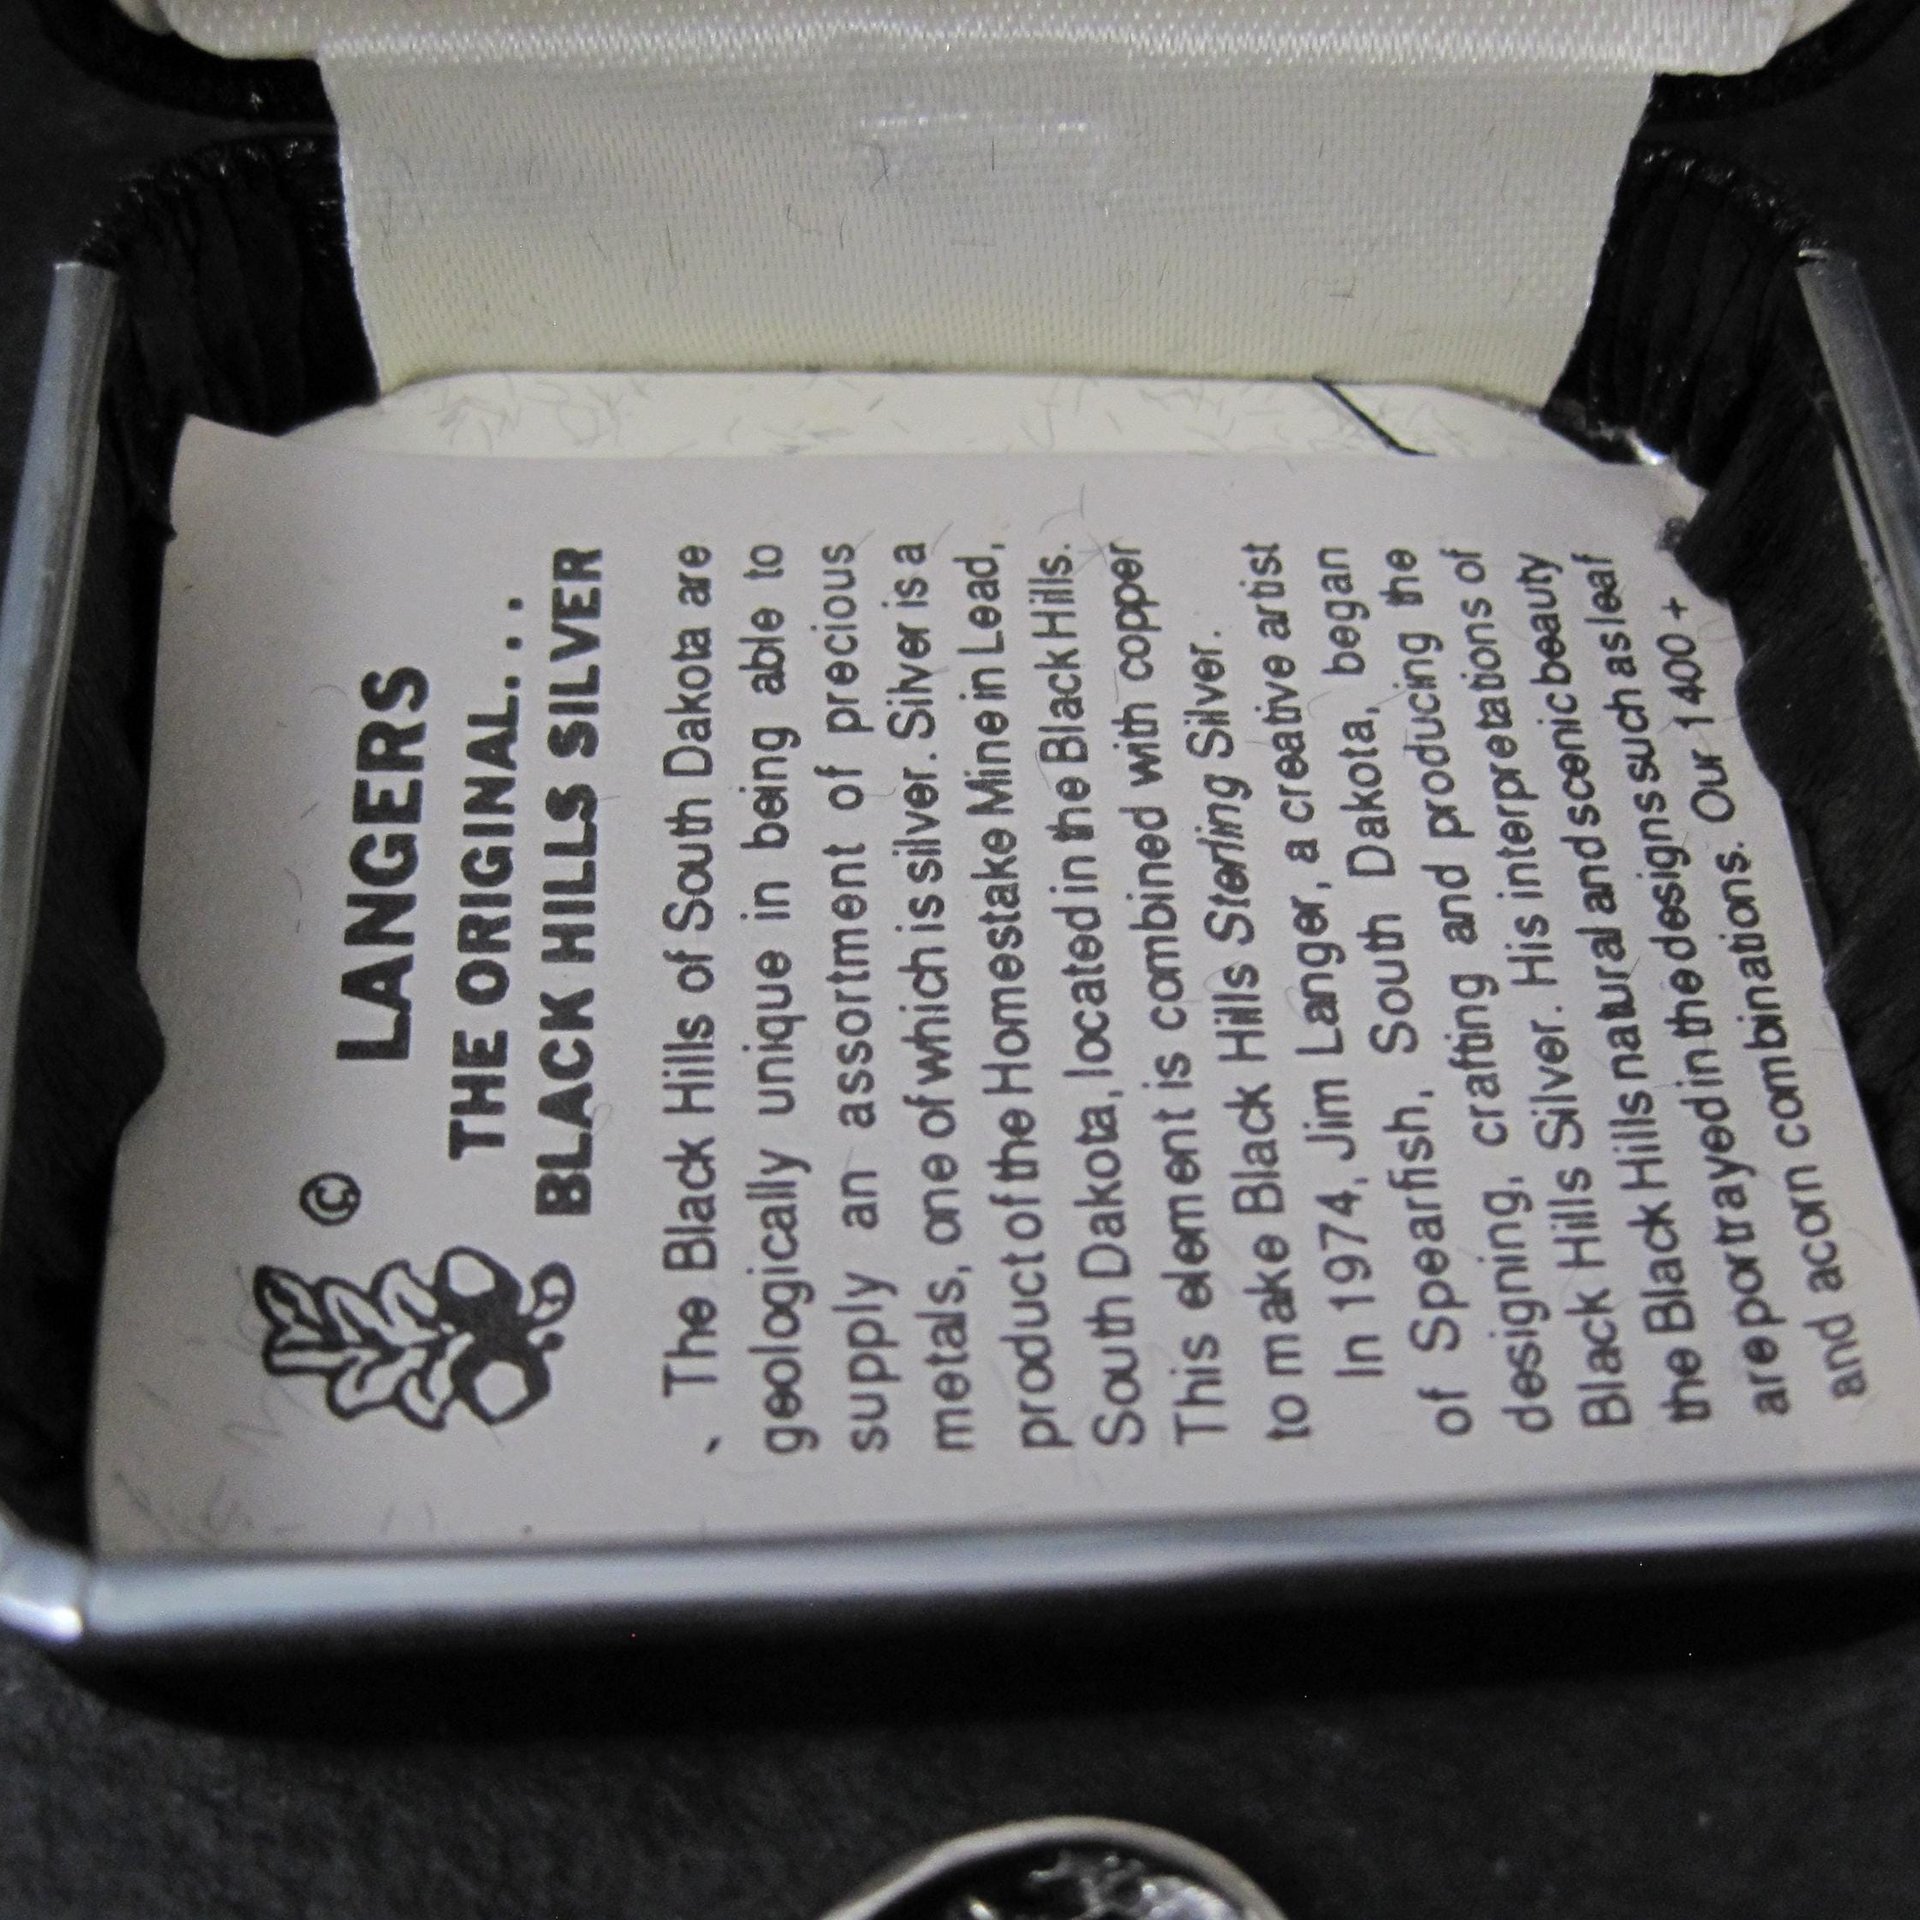 ©
LANGERS
THE ORIGINAL...
BLACK HILLS SILVER
The Black Hills of South Dakota are
geologically unique in being able to
supply an assortment of precious
metals, one of which is silver. Silver is a
product of the Homestake Mine in Lead,
South Dakota, located in the Black Hills.
This element is combined with copper
to make Black Hills Sterling Silver.
In 1974, Jim Langer, a creative artist
of Spearfish, South Dakota, began
designing, crafting and producing the
Black Hills Silver. His interpretations of
the Black Hills natural and scenic beauty
are portrayed in the designs such as leaf
and acorn combinations. Our 1400 +